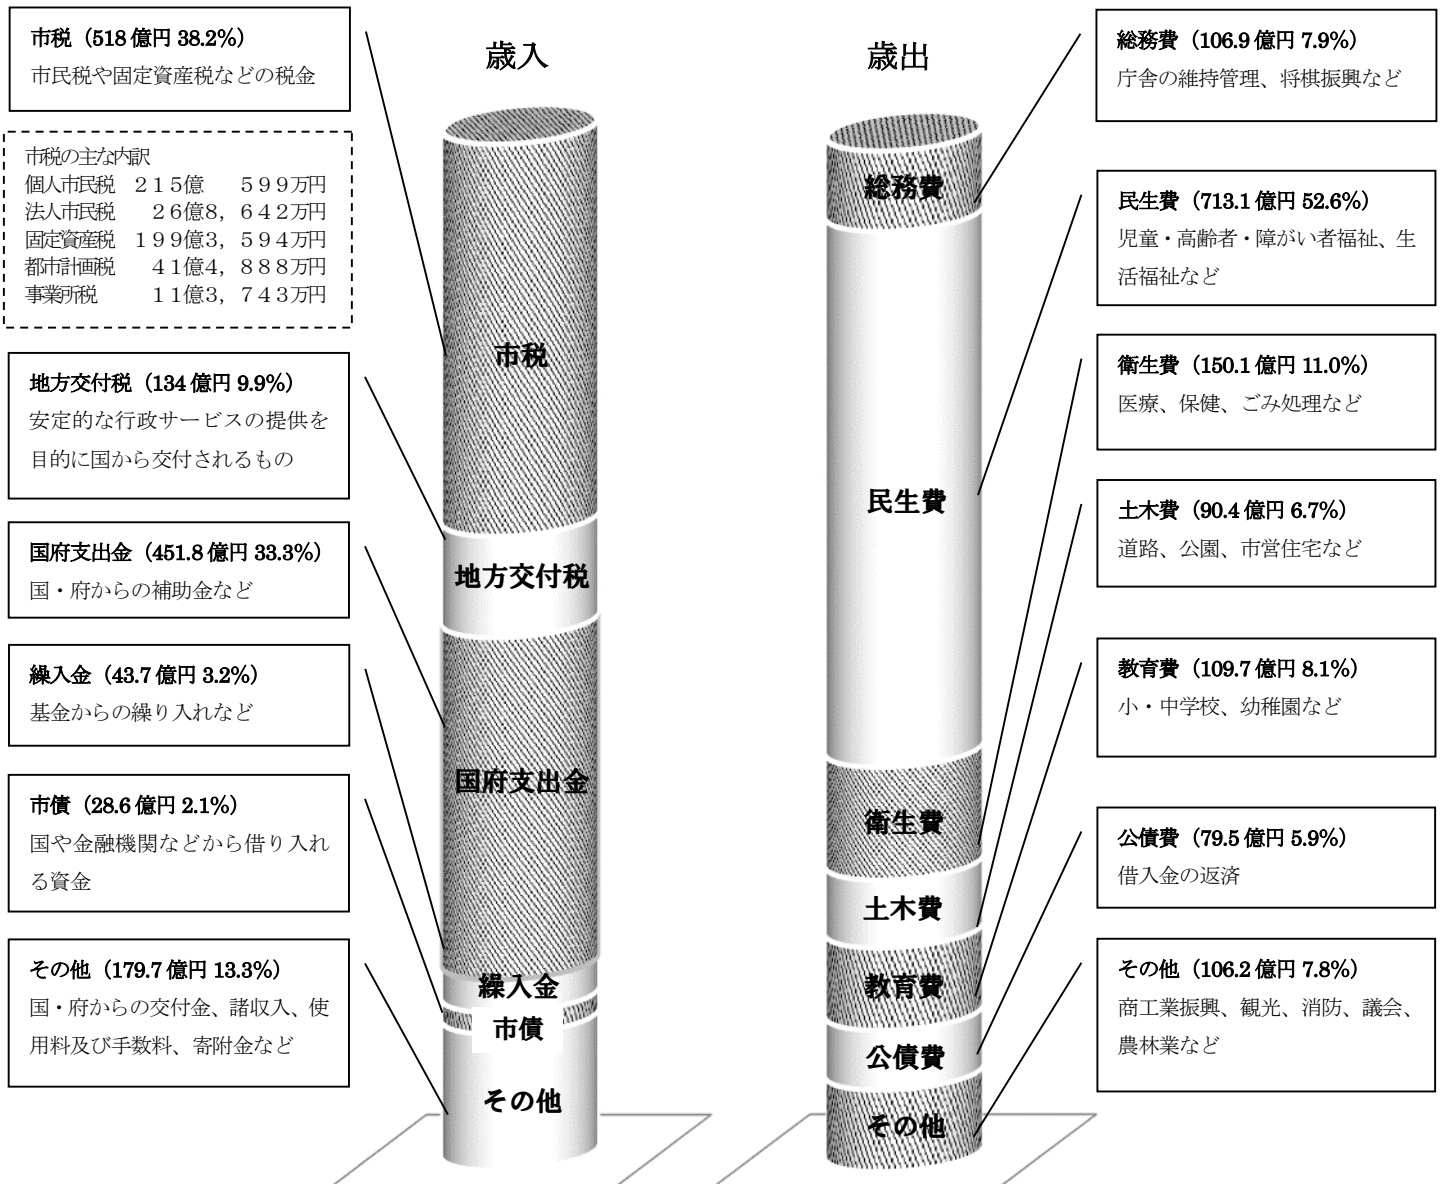 市税（518 億円 38.2%）
市民税や固定資産税などの税金
市税の主な内訳
個人市民税　２１５億　　５９９万円
法人市民税　　２６億８，６４２万円
固定資産税　１９９億３，５９４万円
都市計画税　　４１億４，８８８万円
事業所税　　　１１億３，７４３万円
地方交付税（134 億円 9.9%）
安定的な行政サービスの提供を
目的に国から交付されるもの
国府支出金（451.8 億円 33.3%）
国・府からの補助金など
繰入金（43.7 億円 3.2%）
基金からの繰り入れなど
市債（28.6 億円 2.1%）
国や金融機関などから借り入れ
る資金
その他（179.7 億円 13.3%）
国・府からの交付金、諸収入、使
用料及び手数料、寄附金など
歳入
市税
地方交付税
国府支出金
繰入金
市債
その他
歳出
総務費
民生費
衛生費
土木費
教育費
公債費
その他
総務費（106.9 億円 7.9%）
庁舎の維持管理、将棋振興など
民生費（713.1 億円 52.6%）
児童・高齢者・障がい者福祉、生
活福祉など
衛生費（150.1 億円 11.0%）
医療、保健、ごみ処理など
土木費（90.4 億円 6.7%）
道路、公園、市営住宅など
教育費（109.7 億円 8.1%）
小・中学校、幼稚園など
公債費（79.5 億円 5.9%）
借入金の返済
その他（106.2 億円 7.8%）
商工業振興、観光、消防、議会、
農林業など